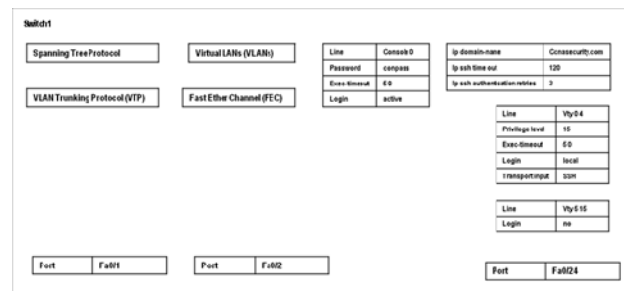 Switch1
Spanning Tree Protocol
Virtual LANs (VLANs)
Line Console 0
Password conpass
Exec-timeout 5 0
Login active
ip domain-name Ccnasecurity.com
Ip ssh time out 120
Ip ssh authentication retries 3
VLAN Trunking Protocol (VTP)
Fast Ether Channel (FEC)
Line Vty 0 4
Privilege level 15
Exec-timeout 5 0
Login local
Transport input SSH
Line Vty 5 15
Login no
Port Fa0/1
Port Fa0/2
Port Fa0/24